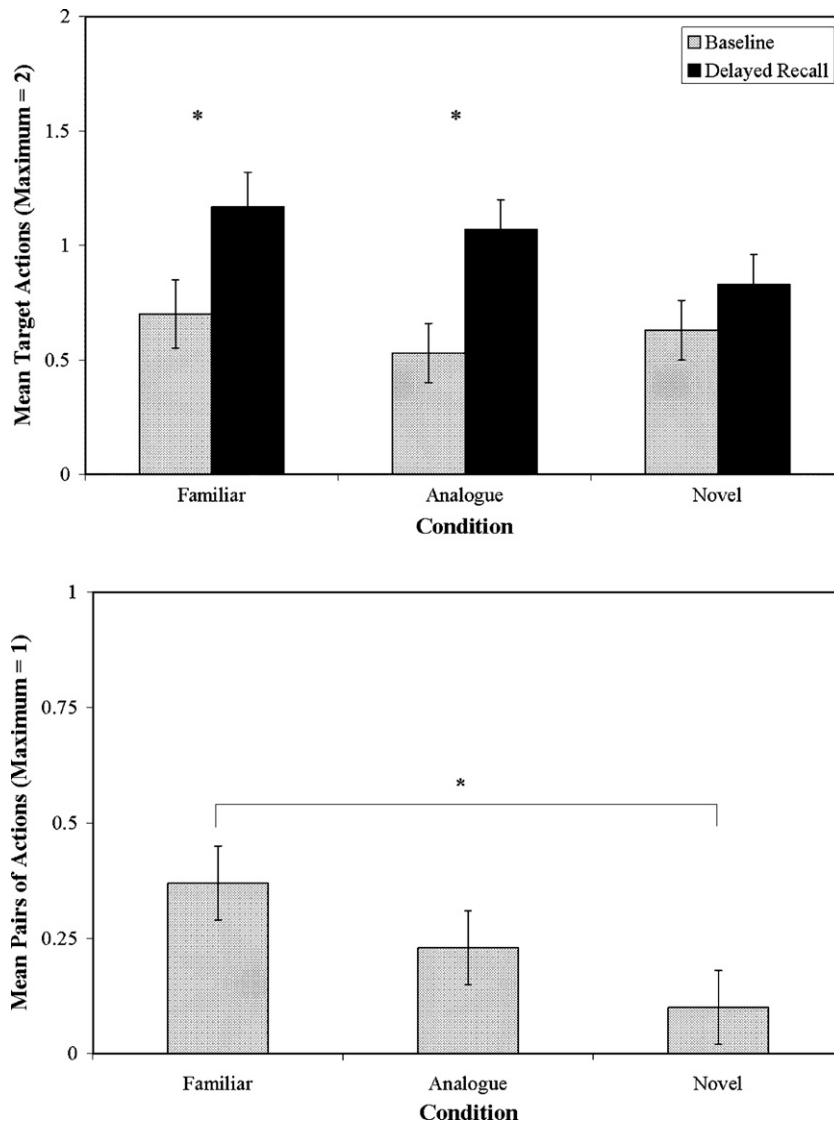 2
Baseline
Delayed Recall
Mean Target Actions (Maximum = 2)
*
*
1.5
1
0.5
0
Familiar
Analogue
Novel
Condition
1
Mean Pairs of Actions (Maximum = 1)
0.75
*
0.5
0.25
0
Familiar
Analogue
Novel
Condition